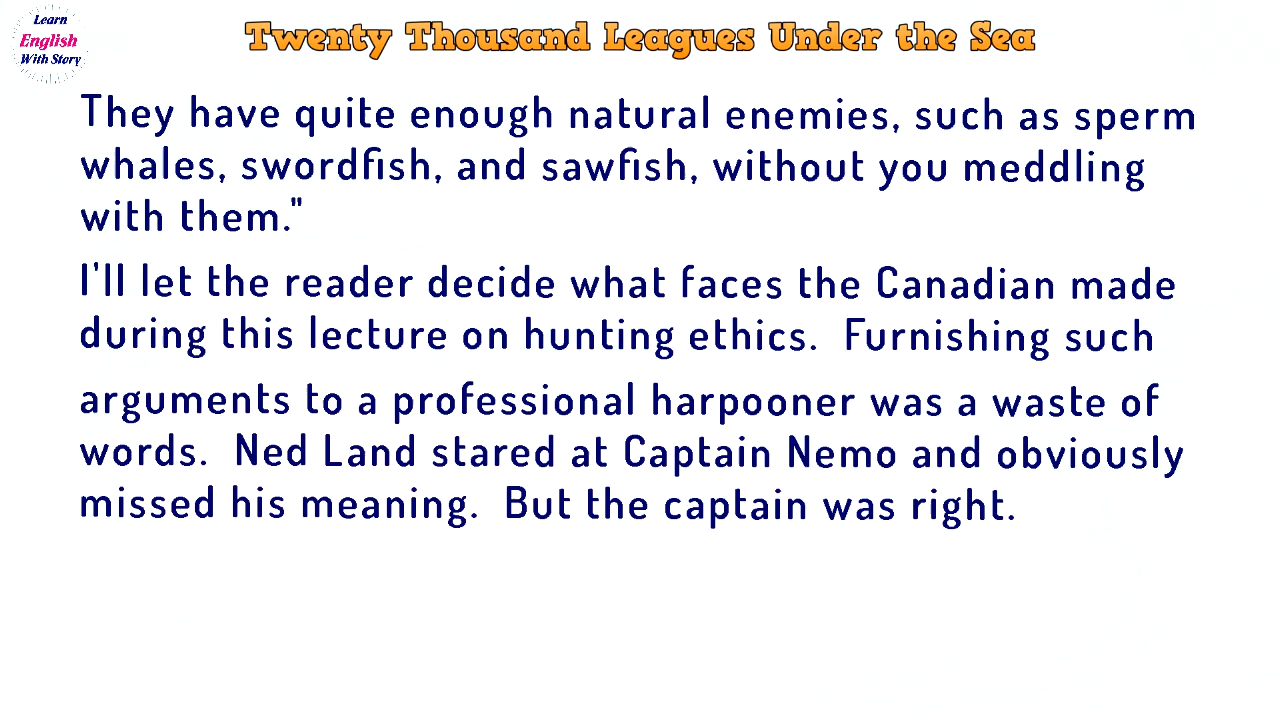 Learn
English
With Story
Twenty Thousand Leagues Under the Sea
They have quite enough natural enemies, such as sperm
whales, swordfish, and sawfish, without you meddling
with them."
I'll let the reader decide what faces the Canadian made
during this lecture on hunting ethics.  Furnishing such
arguments to a professional harpooner was a waste of
words.  Ned Land stared at Captain Nemo and obviously
missed his meaning.  But the captain was right.